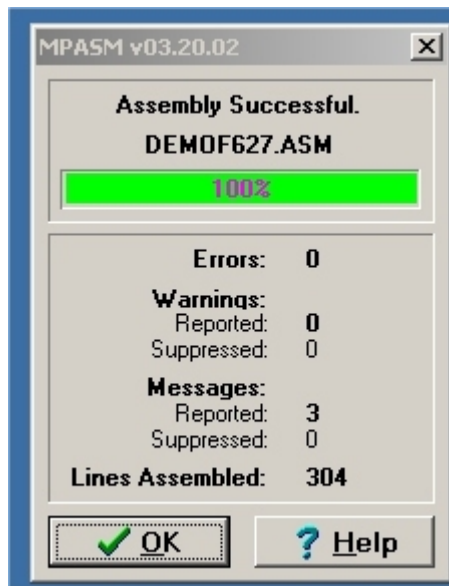 MPASM v03.20.02
Assembly Successful.
DEMOF627.ASM
100%
Errors: 0
Warnings:
Reported: 0
Suppressed: 0
Messages:
Reported: 3
Suppressed: 0
Lines Assembled: 304
OK
? Help